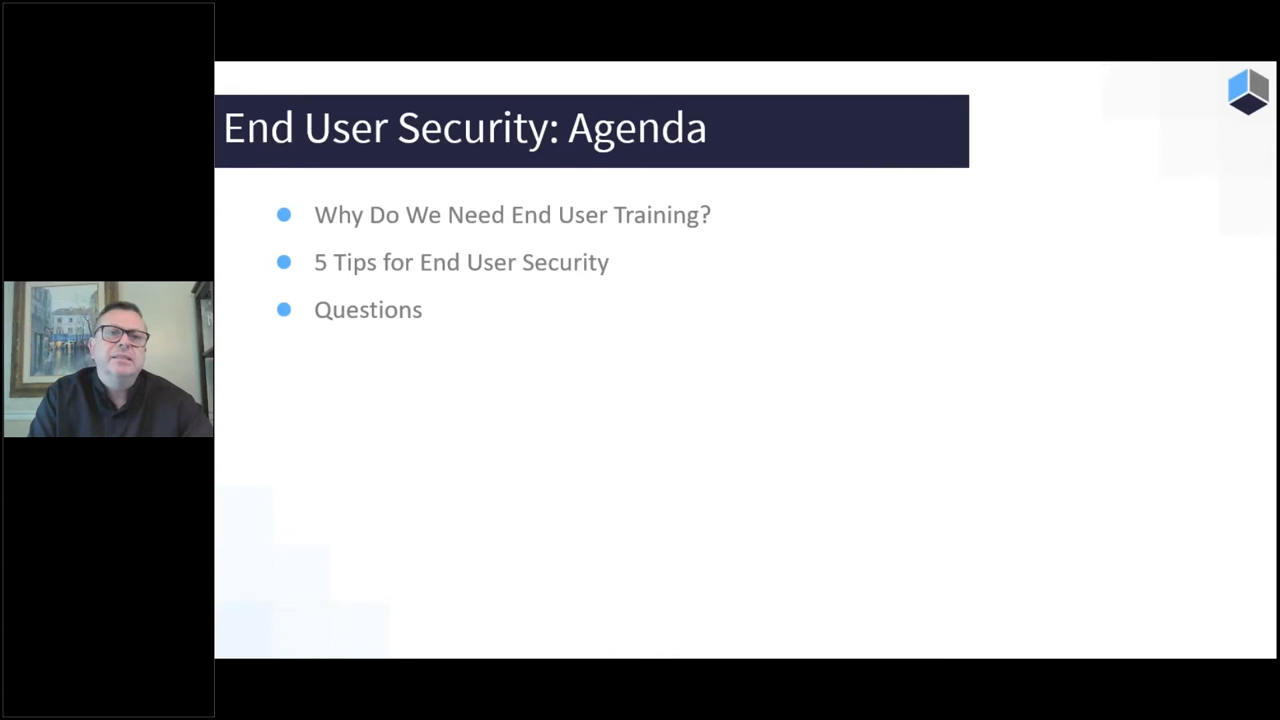 End User Security: Agenda
Why Do We Need End User Training?
5 Tips for End User Security
Questions